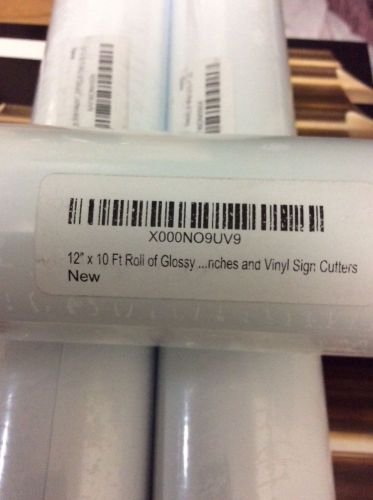 X000NO9UV9
12" x 10 Ft Roll of Glossy ...nches and Vinyl Sign Cutters
New